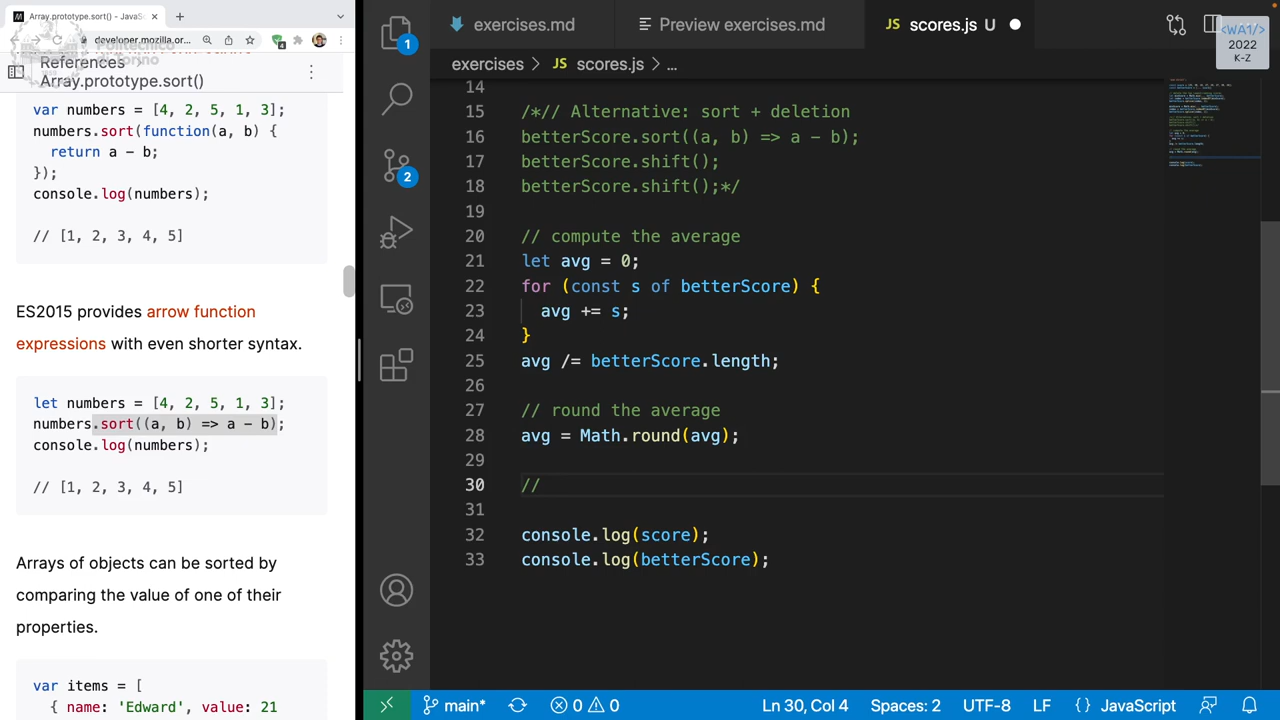 Array.prototype.sort() - JavaSc
developer.mozilla.or...
4
Politecnico
di Torino
References
Array.prototype.sort()
var numbers = [4, 2, 5, 1, 3];
numbers.sort(function(a, b) {
return a - b;
});
console.log(numbers);
// [1, 2, 3, 4, 5]
ES2015 provides arrow function
expressions with even shorter syntax.
let numbers = [4, 2, 5, 1, 3];
numbers.sort((a, b) => a - b);
console.log(numbers);
// [1, 2, 3, 4, 5]
Arrays of objects can be sorted by
comparing the value of one of their
properties.
var items = [
{ name: 'Edward', value: 21
1
2
exercises.md
Preview exercises.md
JS scores.js U
<WA1/>
2022
K-Z
exercises > JS scores.js > ...
14
15 /*// Alternative: sort + deletion
16 betterScore.sort((a, b) => a - b);
17 betterScore.shift();
18 betterScore.shift();*/
19
20 // compute the average
21 let avg = 0;
22 for (const s of betterScore) {
23 avg += s;
24 }
25 avg /= betterScore.length;
26
27 // round the average
28 avg = Math.round(avg);
29
30 //
31
32 console.log(score);
33 console.log(betterScore);
main* 0 0 Ln 30, Col 4 Spaces: 2 UTF-8 LF {} JavaScript